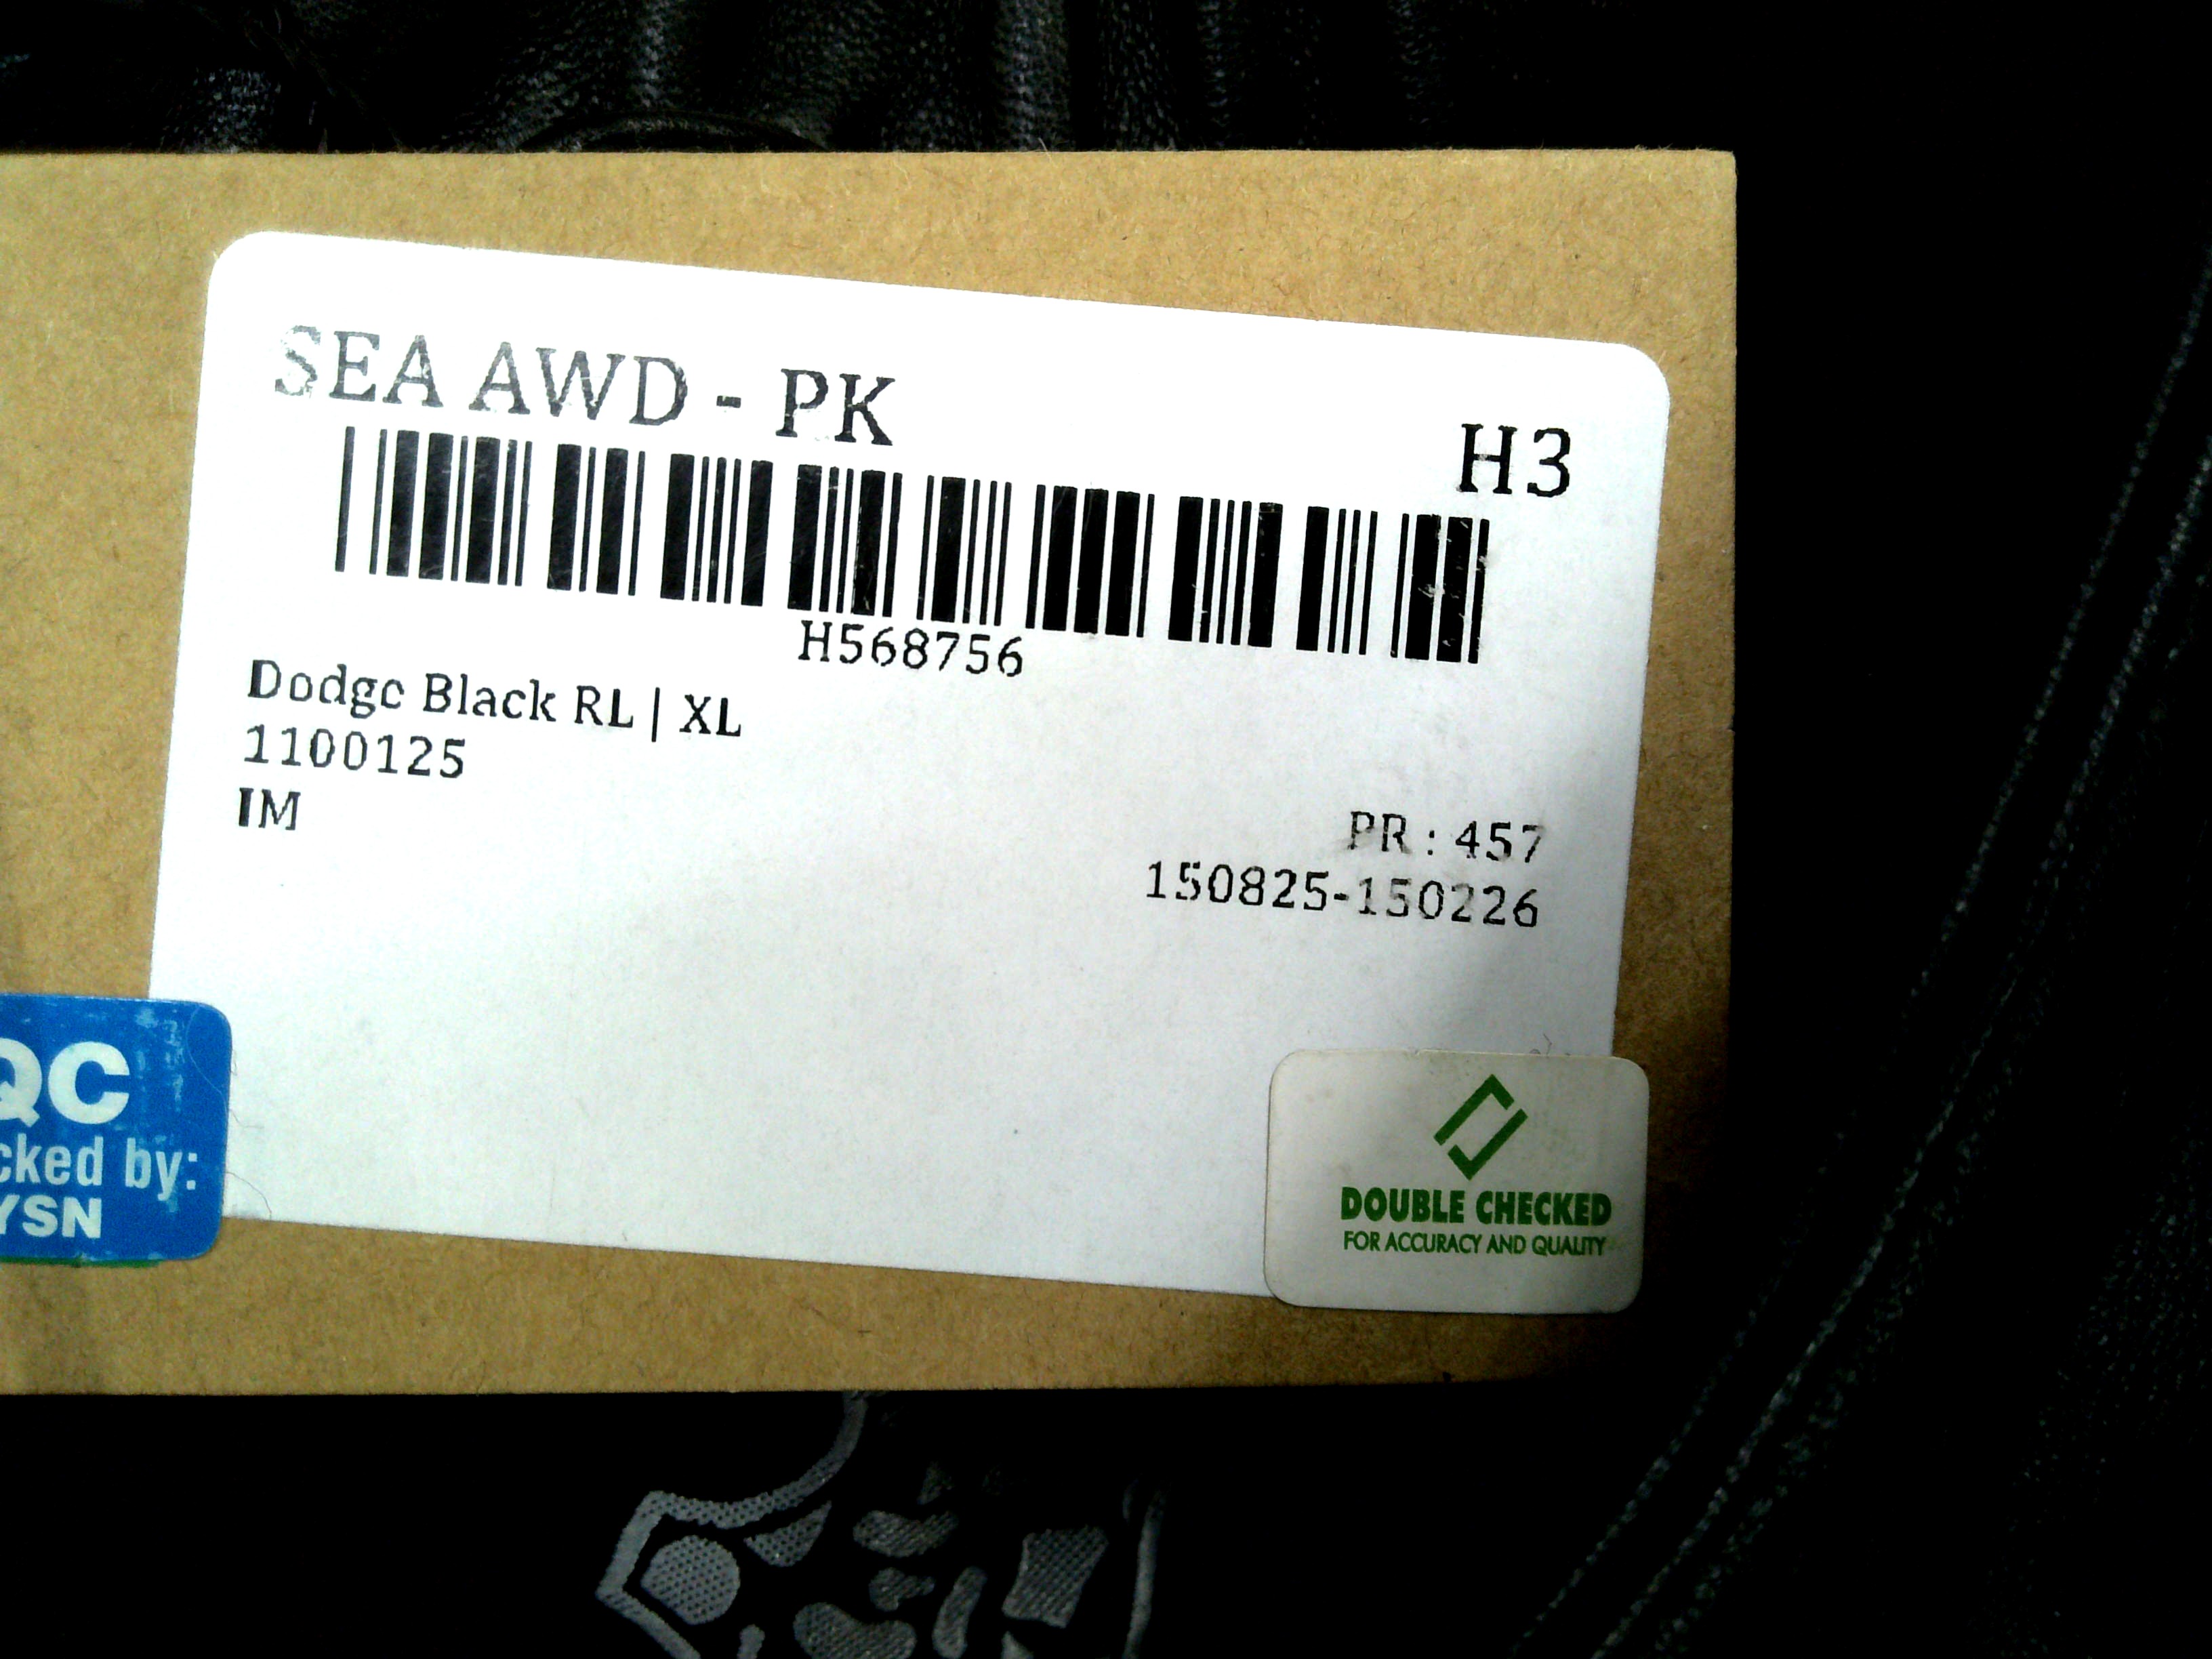 SEA AWD - PK
H3
H568756
Dodge Black RL | XL
1100125
IM
PR : 457
150825-150226
QC
cked by:
YSN
DOUBLE CHECKED
FOR ACCURACY AND QUALITY